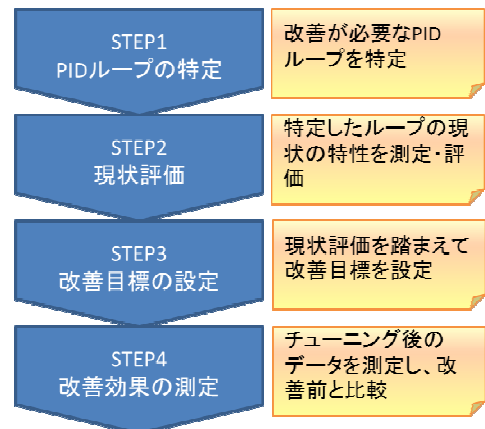 STEP1
PIDループの特定
改善が必要なPID
ループを特定
STEP2
現状評価
特定したループの現
状の特性を測定・評
価
STEP3
改善目標の設定
現状評価を踏まえて
改善目標を設定
STEP4
改善効果の測定
チューニング後の
データを測定し、改
善前と比較